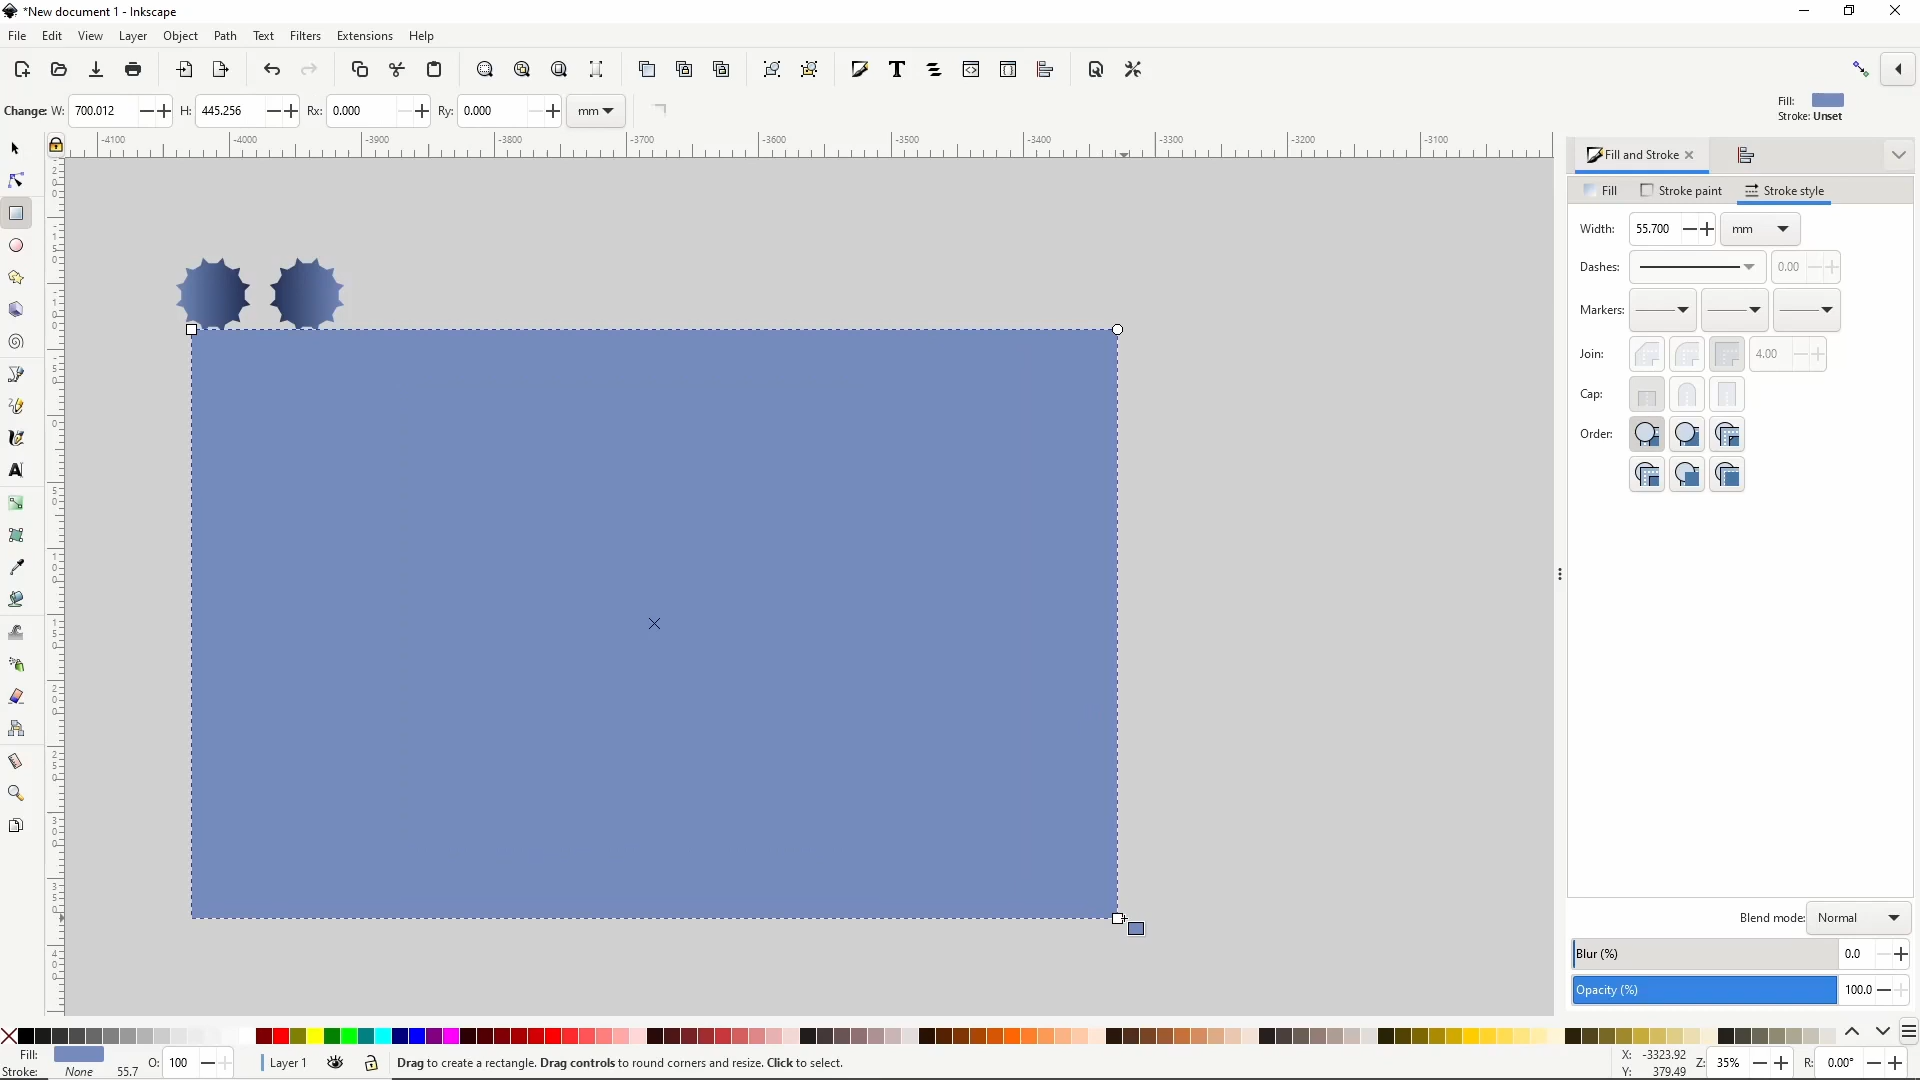 *New document 1 - Inkscape
File Edit View Layer Object Path Text Filters Extensions Help
Change: W: 700.012 H: 445.256 Rx: 0.000 Ry: 0.000 mm
Fill:
Stroke: Unset
-4100 -4000 -3900 -3800 -3700 -3600 -3500 -3400 -3300 -3200 -3100
Fill and Stroke
Fill Stroke paint Stroke style
Width: 55.700 mm
Dashes: 0.00
Markers:
Join: 4.00
Cap:
Order:
Blend mode: Normal
Blur (%) 0.0
Opacity (%) 100.0
Fill: O: 100 Layer 1 Drag to create a rectangle. Drag controls to round corners and resize. Click to select. X: -3323.92 Z: 35% R: 0.00°
Stroke: None 55.7 Y: 379.49